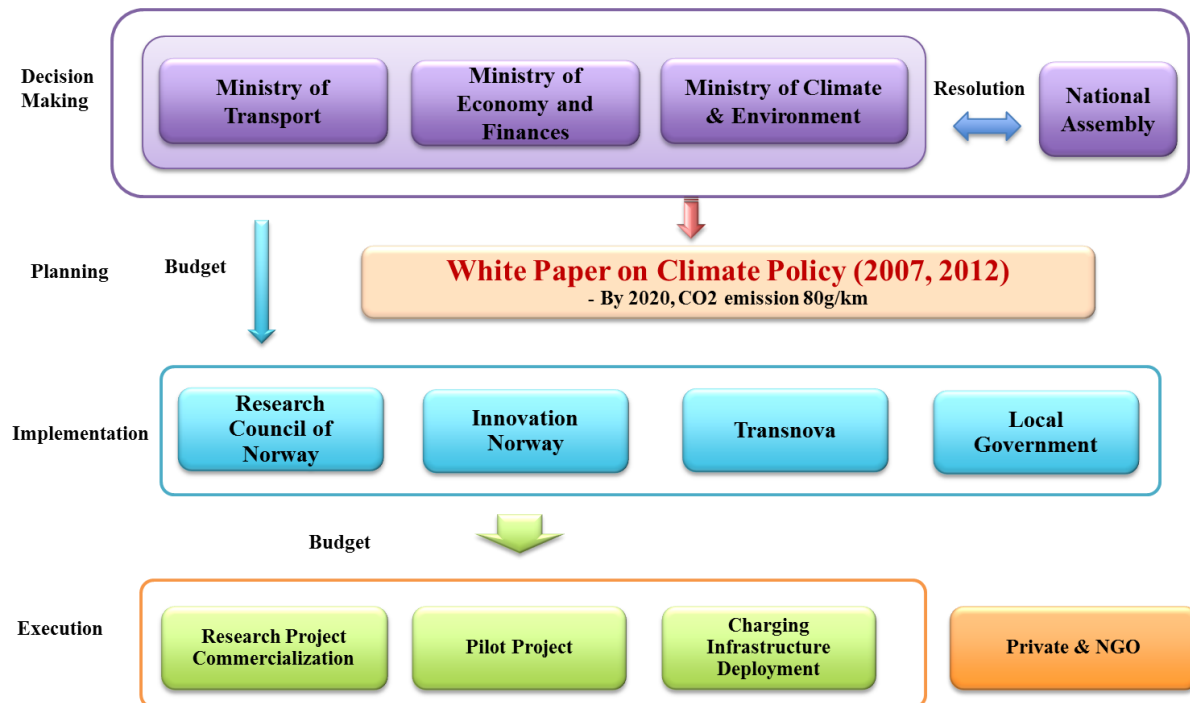 Decision
Making
Ministry of
Transport
Ministry of
Economy and
Finances
Ministry of Climate
& Environment
Resolution
National
Assembly
Planning
Budget
White Paper on Climate Policy (2007, 2012)
- By 2020, CO2 emission 80g/km
Implementation
Research
Council of
Norway
Innovation
Norway
Transnova
Local
Government
Budget
Execution
Research Project
Commercialization
Pilot Project
Charging
Infrastructure
Deployment
Private & NGO